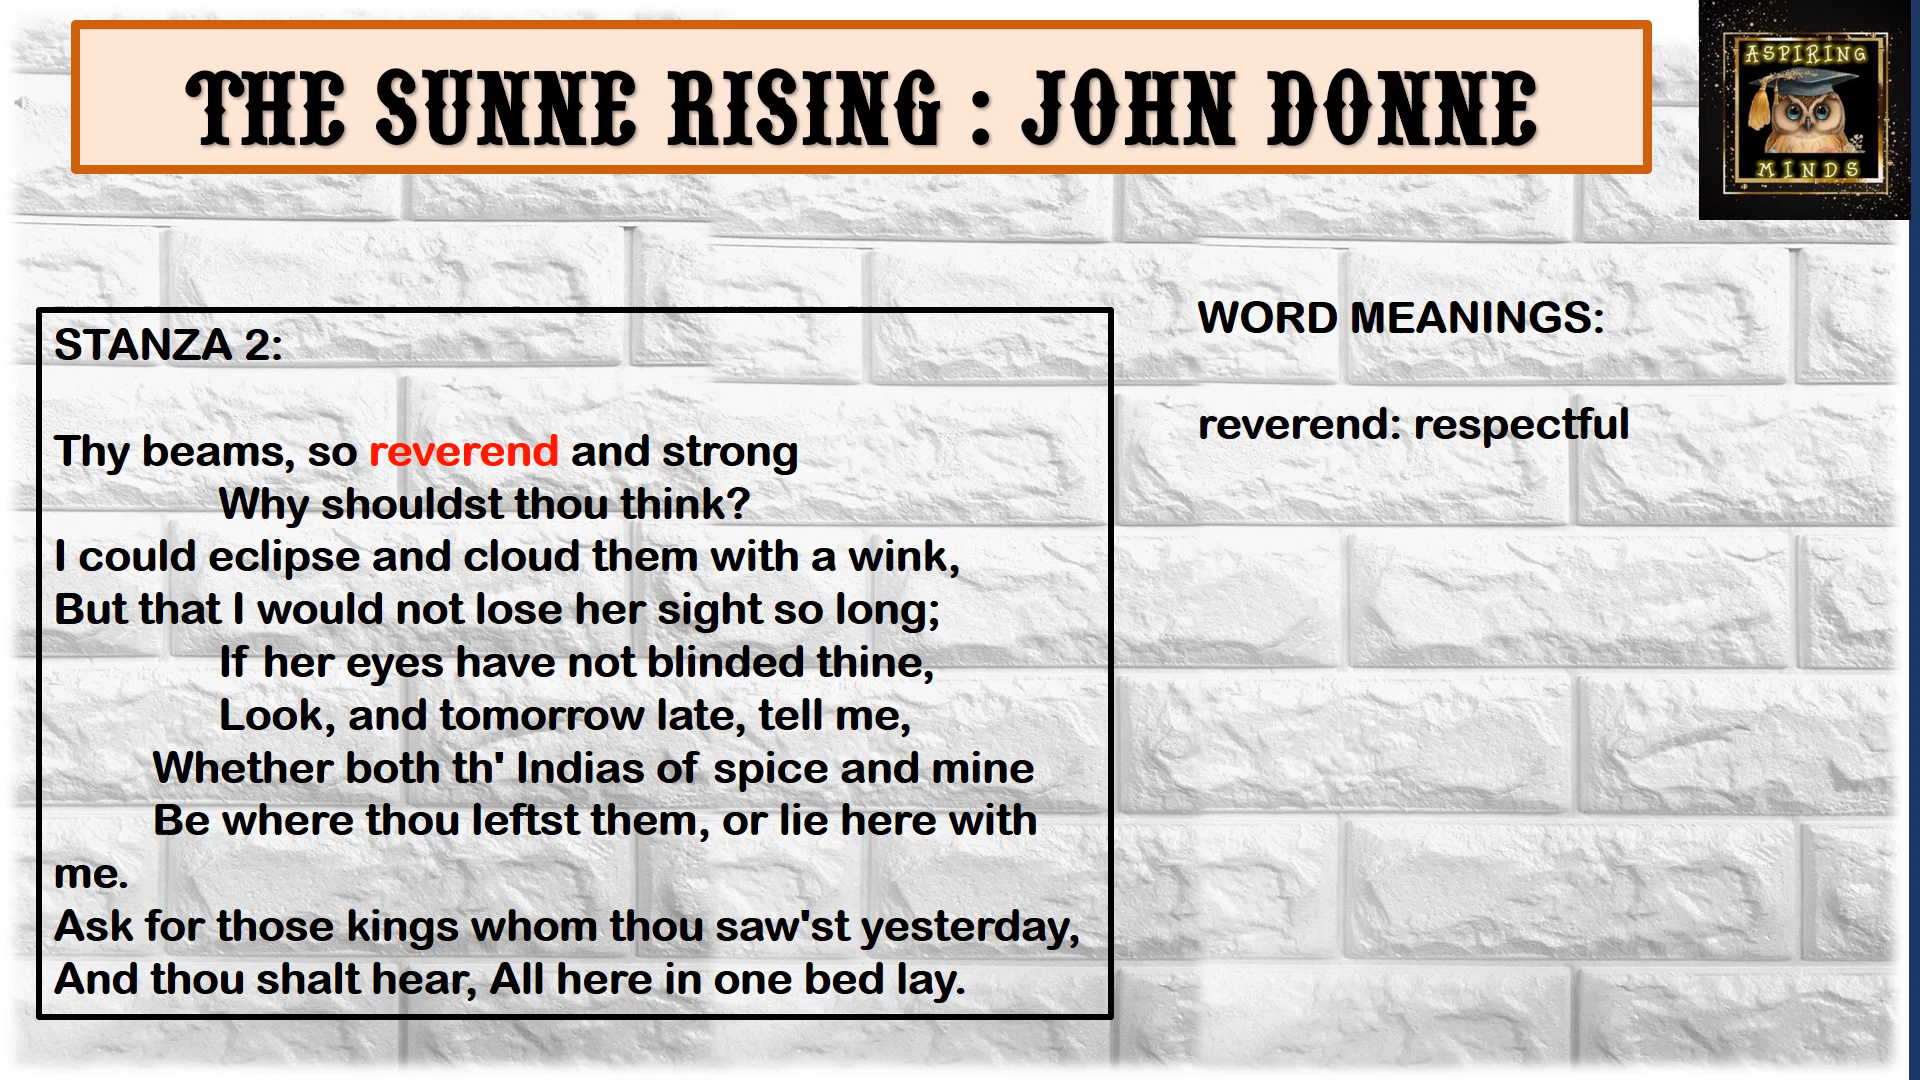 THE SUNNE RISING : JOHN DONNE
ASPIRING
MINDS
STANZA 2:
Thy beams, so reverend and strong
Why shouldst thou think?
I could eclipse and cloud them with a wink,
But that I would not lose her sight so long;
If her eyes have not blinded thine,
Look, and tomorrow late, tell me,
Whether both th' Indias of spice and mine
Be where thou leftst them, or lie here with
me.
Ask for those kings whom thou saw'st yesterday,
And thou shalt hear, All here in one bed lay.
WORD MEANINGS:
reverend: respectful